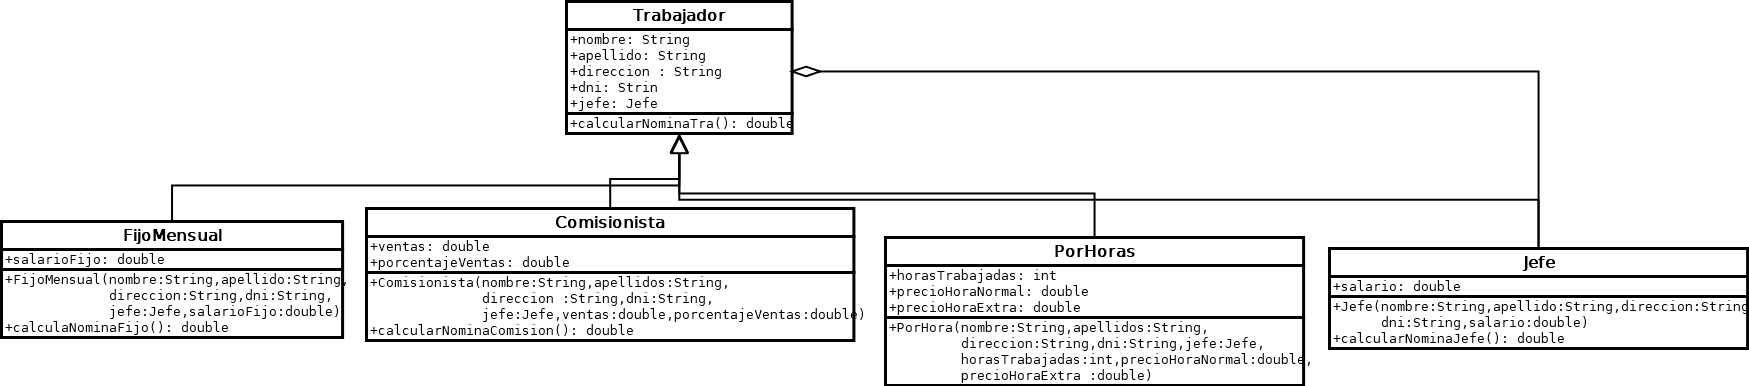 Trabajador
+nombre: String
+apellido: String
+direccion : String
+dni: Strin
+jefe: Jefe
+calcularNominaTra(): double
FijoMensual
+salarioFijo: double
+FijoMensual(nombre:String,apellido:String,
direccion:String,dni:String,
jefe:Jefe,salarioFijo:double)
+calculaNominaFijo(): double
Comisionista
+ventas: double
+porcentajeVentas: double
+Comisionista(nombre:String,apellidos:String,
direccion :String,dni:String,
jefe:Jefe,ventas:double,porcentajeVentas:double)
+calcularNominaComision(): double
PorHoras
+horasTrabajadas: int
+precioHoraNormal: double
+precioHoraExtra: double
+PorHora(nombre:String,apellidos:String,
direccion:String,dni:String,jefe:Jefe,
horasTrabajadas:int,precioHoraNormal:double,
precioHoraExtra :double)
Jefe
+salario: double
+Jefe(nombre:String,apellido:String,direccion:String
dni:String,salario:double)
+calcularNominaJefe(): double